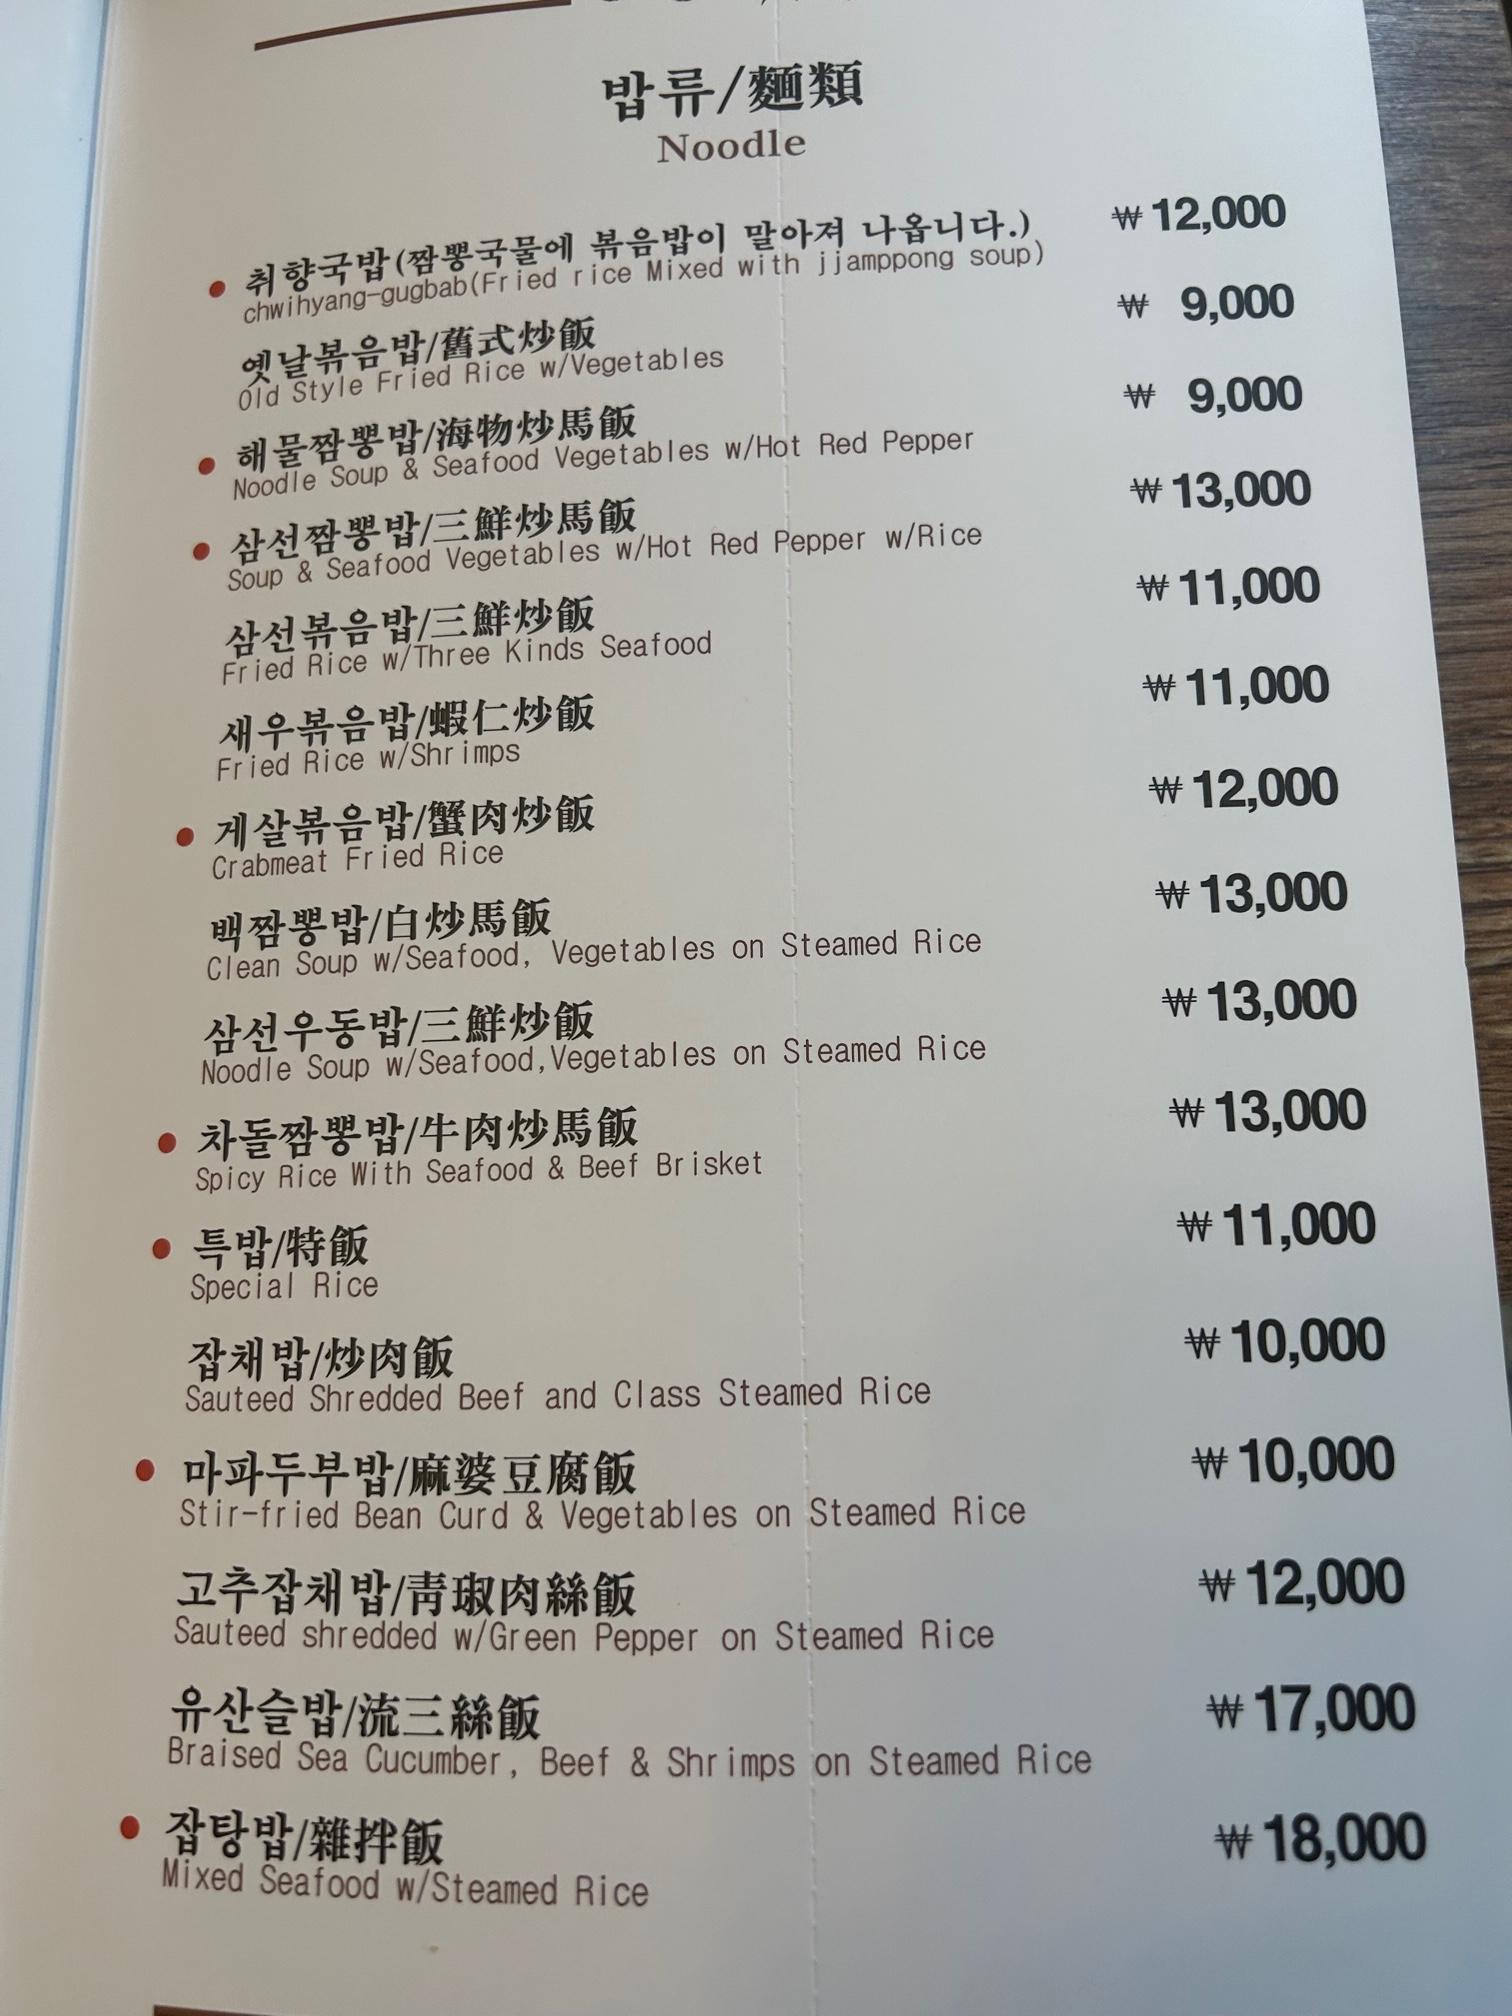 밥류/麵類
Noodle
취향국밥(짬뽕국물에 볶음밥이 말아져 나옵니다.) ₩ 12,000
chwihyang-gugbab(Fried rice Mixed with jjamppong soup)
옛날볶음밥/舊式炒飯 ₩ 9,000
Old Style Fried Rice w/Vegetables
해물짬뽕밥/海物炒馬飯 ₩ 9,000
Noodle Soup & Seafood Vegetables w/Hot Red Pepper
삼선짬뽕밥/三鮮炒馬飯 ₩ 13,000
Soup & Seafood Vegetables w/Hot Red Pepper w/Rice
삼선볶음밥/三鮮炒飯 ₩ 11,000
Fried Rice w/Three Kinds Seafood
새우볶음밥/蝦仁炒飯 ₩ 11,000
Fried Rice w/Shrimps
게살볶음밥/蟹肉炒飯 ₩ 12,000
Crabmeat Fried Rice
백짬뽕밥/白炒馬飯 ₩ 13,000
Clean Soup w/Seafood, Vegetables on Steamed Rice
삼선우동밥/三鮮炒飯 ₩ 13,000
Noodle Soup w/Seafood,Vegetables on Steamed Rice
차돌짬뽕밥/牛肉炒馬飯 ₩ 13,000
Spicy Rice With Seafood & Beef Brisket
특밥/特飯 ₩ 11,000
Special Rice
잡채밥/炒肉飯 ₩ 10,000
Sauteed Shredded Beef and Class Steamed Rice
마파두부밥/麻婆豆腐飯 ₩ 10,000
Stir-fried Bean Curd & Vegetables on Steamed Rice
고추잡채밥/靑琡肉絲飯 ₩ 12,000
Sauteed shredded w/Green Pepper on Steamed Rice
유산슬밥/流三絲飯 ₩ 17,000
Braised Sea Cucumber, Beef & Shrimps on Steamed Rice
잡탕밥/雜拌飯 ₩ 18,000
Mixed Seafood w/Steamed Rice